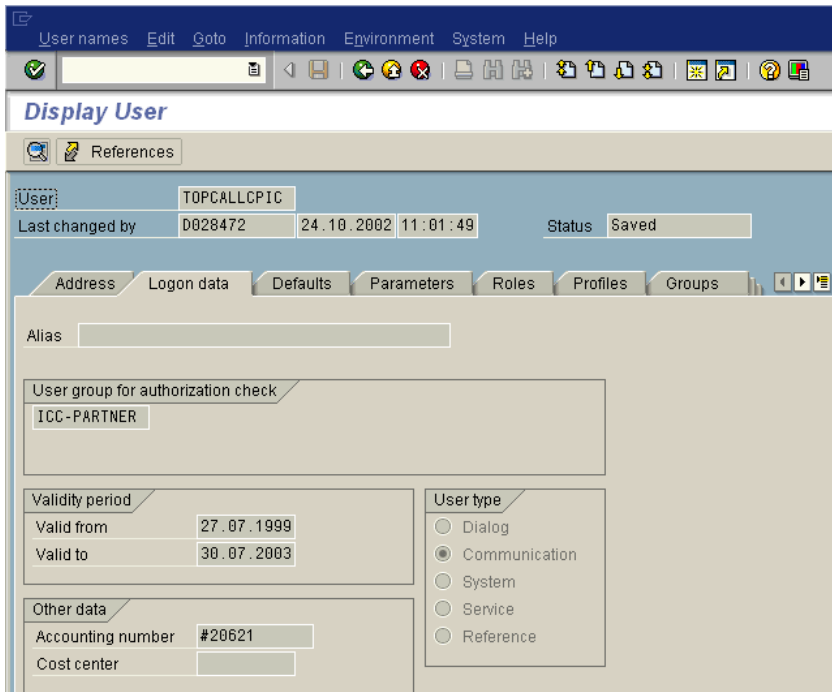 User names Edit Goto Information Environment System Help
Display User
References
User TOPCALLCPIC
Last changed by D028472 24.10.2002 11:01:49 Status Saved
Address Logon data Defaults Parameters Roles Profiles Groups
Alias
User group for authorization check
ICC-PARTNER
Validity period
Valid from 27.07.1999
Valid to 30.07.2003
User type
Dialog
Communication
System
Service
Reference
Other data
Accounting number #20621
Cost center